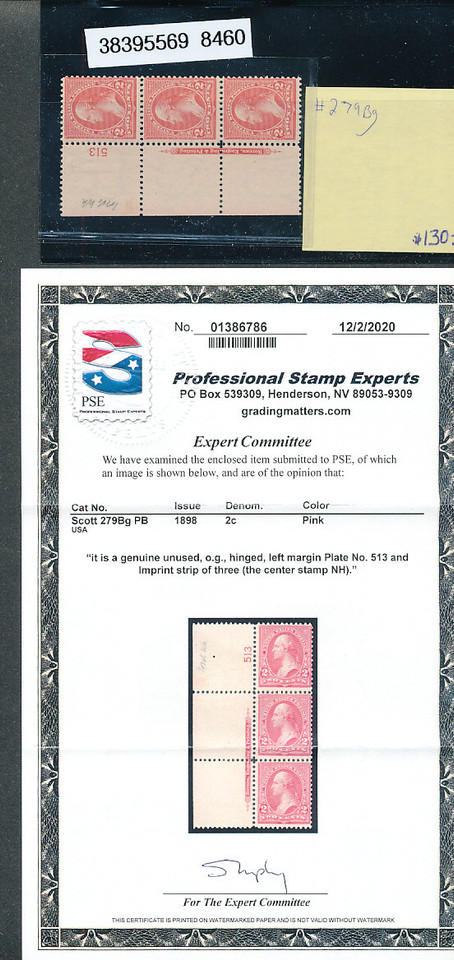 38395569 8460
#279Bg
$130
513
Bureau, Engraving & Printing
No. 01386786 12/2/2020
PSE
PROFESSIONAL STAMP EXPERTS
Professional Stamp Experts
PO Box 539309, Henderson, NV 89053-9309
gradingmatters.com
Expert Committee
We have examined the enclosed item submitted to PSE, of which
an image is shown below, and are of the opinion that:
Cat No. Issue Denom. Color
Scott 279Bg PB 1898 2c Pink
USA
"it is a genuine unused, o.g., hinged, left margin Plate No. 513 and
Imprint strip of three (the center stamp NH)."
513
For The Expert Committee
THIS CERTIFICATE IS PRINTED ON WATERMARKED PAPER AND IS NOT VALID WITHOUT WATERMARK